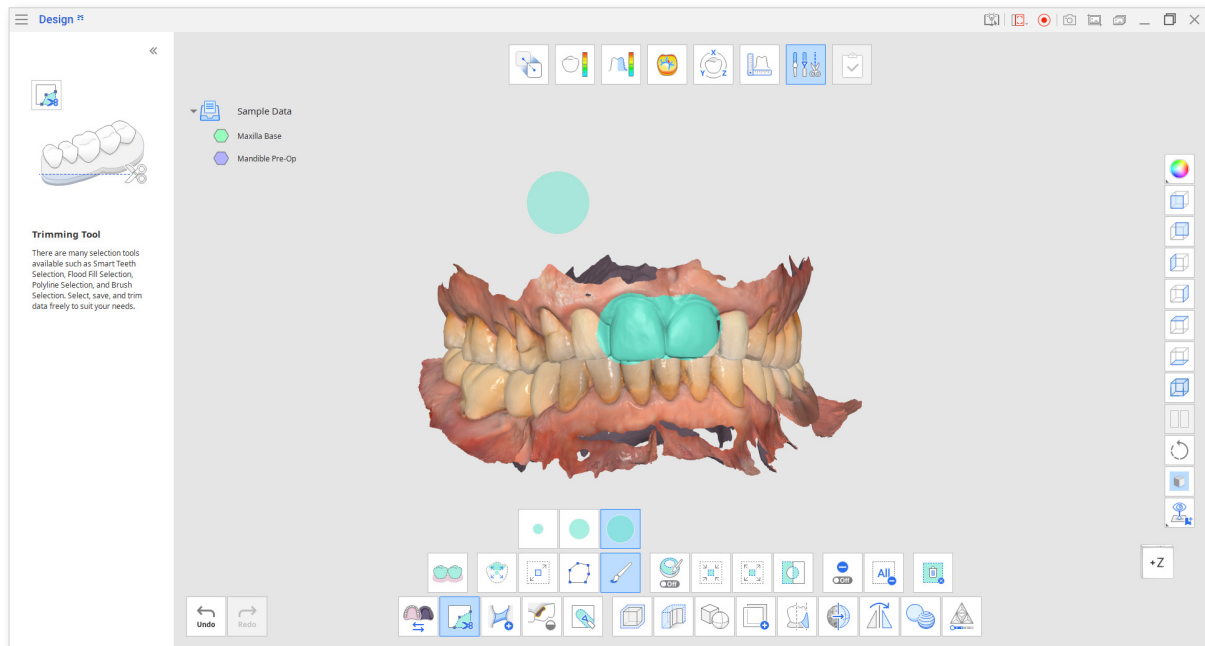 Design
X
Y
Z
Sample Data
Maxilla Base
Mandible Pre-Op
Trimming Tool
There are many selection tools
available such as Smart Teeth
Selection, Flood Fill Selection,
Polyline Selection, and Brush
Selection. Select, save, and trim
data freely to suit your needs.
Off
Off
All
+Z
Undo
Redo